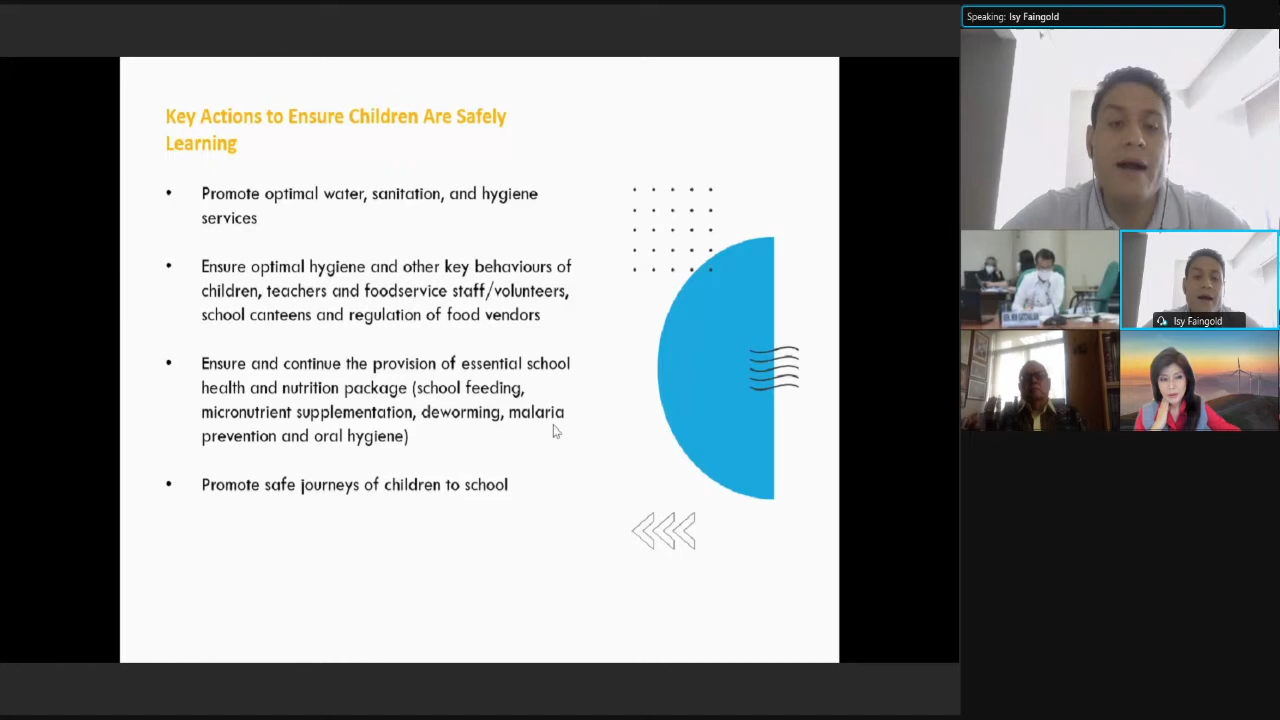 Speaking: Isy Faingold
Key Actions to Ensure Children Are Safely
Learning
• Promote optimal water, sanitation, and hygiene
services
• Ensure optimal hygiene and other key behaviours of
children, teachers and foodservice staff/volunteers,
school canteens and regulation of food vendors
• Ensure and continue the provision of essential school
health and nutrition package (school feeding,
micronutrient supplementation, deworming, malaria
prevention and oral hygiene)
• Promote safe journeys of children to school
Isy Faingold